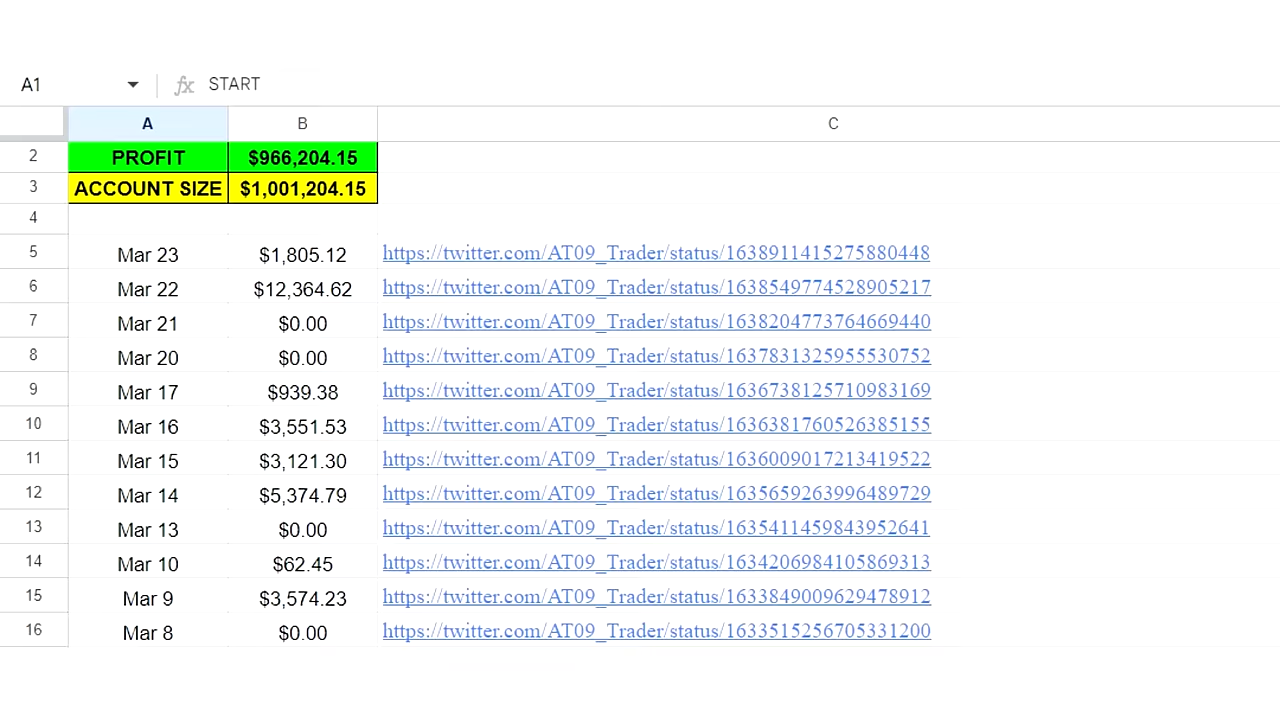 A1 fx START
A B C
2 PROFIT $966,204.15
3 ACCOUNT SIZE $1,001,204.15
4
5 Mar 23 $1,805.12 https://twitter.com/AT09_Trader/status/1638911415275880448
6 Mar 22 $12,364.62 https://twitter.com/AT09_Trader/status/1638549774528905217
7 Mar 21 $0.00 https://twitter.com/AT09_Trader/status/1638204773764669440
8 Mar 20 $0.00 https://twitter.com/AT09_Trader/status/1637831325955530752
9 Mar 17 $939.38 https://twitter.com/AT09_Trader/status/1636738125710983169
10 Mar 16 $3,551.53 https://twitter.com/AT09_Trader/status/1636381760526385155
11 Mar 15 $3,121.30 https://twitter.com/AT09_Trader/status/1636009017213419522
12 Mar 14 $5,374.79 https://twitter.com/AT09_Trader/status/1635659263996489729
13 Mar 13 $0.00 https://twitter.com/AT09_Trader/status/1635411459843952641
14 Mar 10 $62.45 https://twitter.com/AT09_Trader/status/1634206984105869313
15 Mar 9 $3,574.23 https://twitter.com/AT09_Trader/status/1633849009629478912
16 Mar 8 $0.00 https://twitter.com/AT09_Trader/status/1633515256705331200